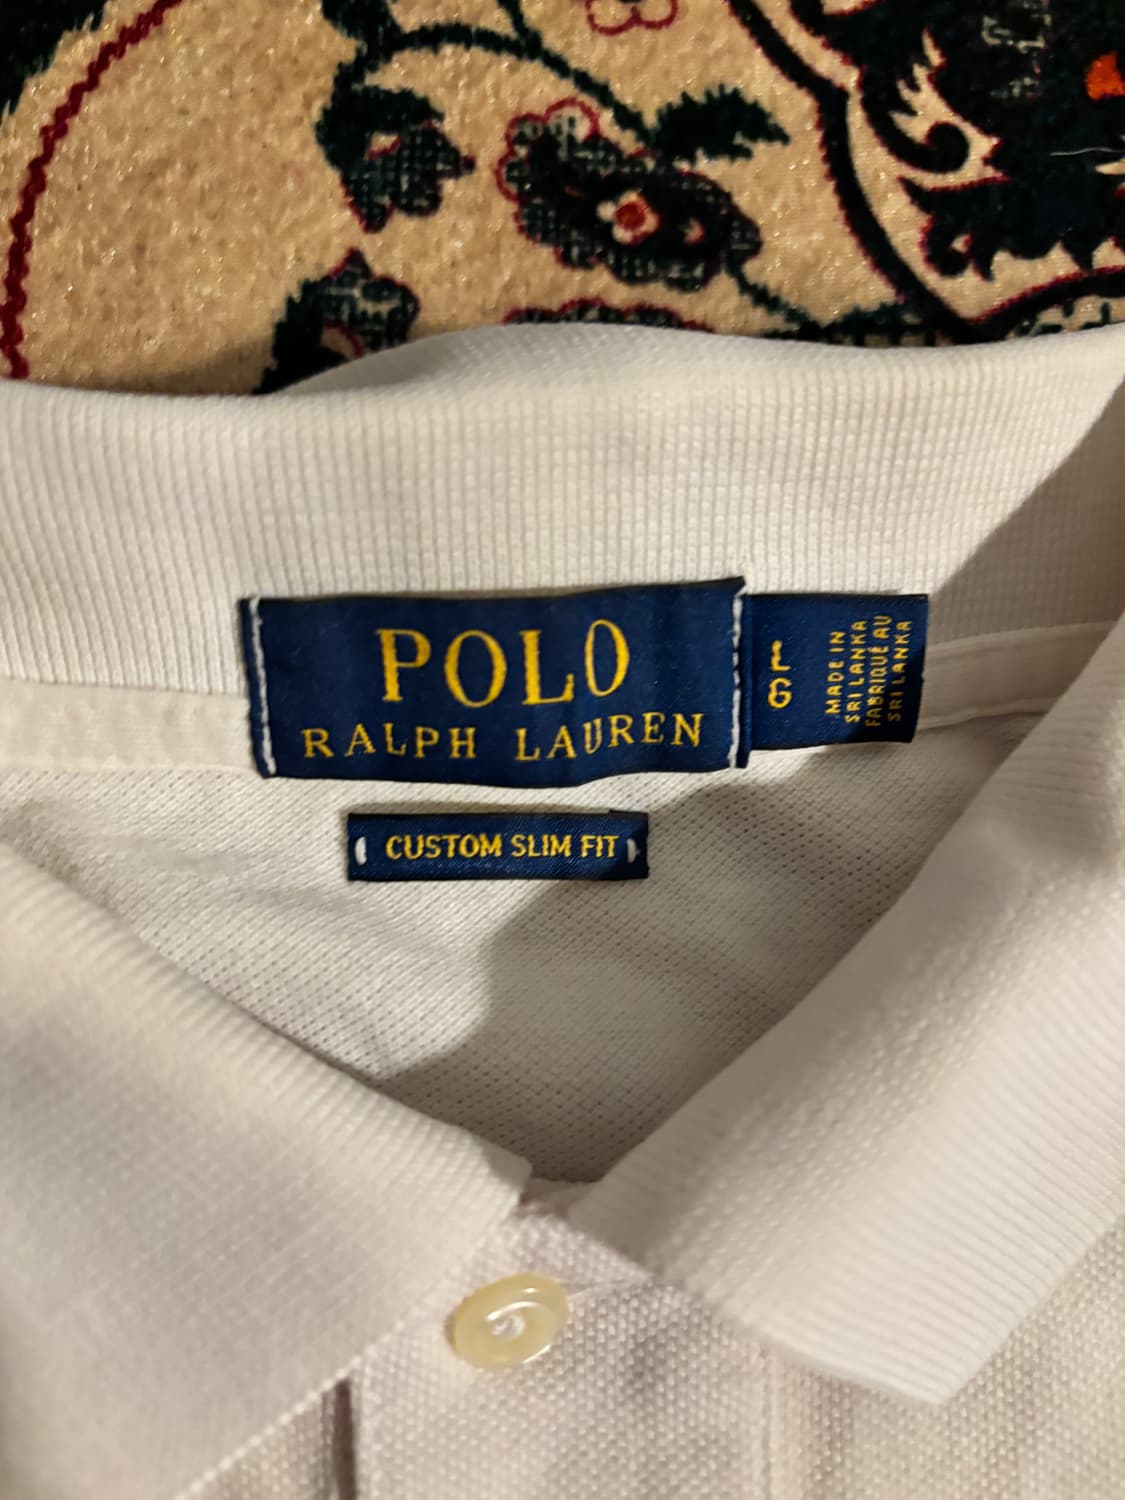 POLO
RALPH LAUREN
L
G
MADE IN
SRI LANKA
FABRIQUÉ AU
SRI LANKA
CUSTOM SLIM FIT